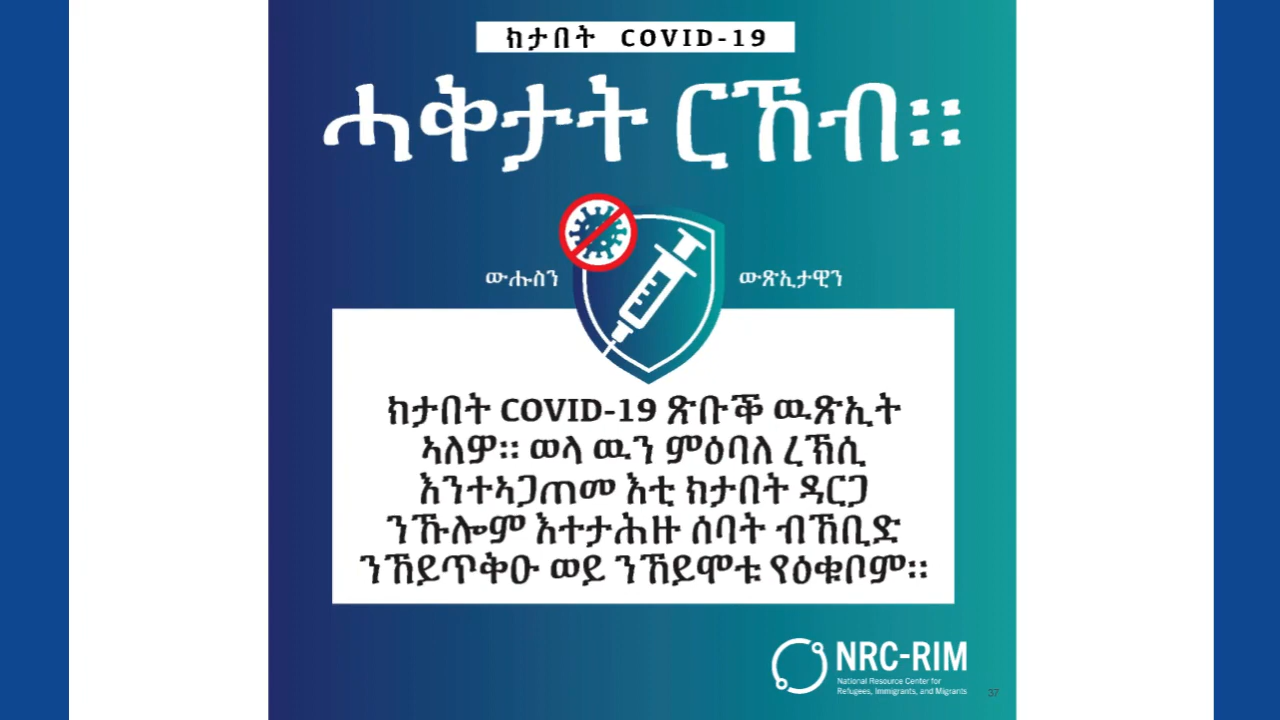 ክታበት COVID-19
ሓቅታት ርኸብ።
ውሑስን
ውጽኢታዊን
ክታበት COVID-19 ጽቡቕ ዉጽኢት
ኣለዎ። ወላ ዉን ምዕባለ ረኽሲ
እንተኣጋጠመ እቲ ክታበት ዳርጋ
ንኹሎም እተታሕዙ ሰባት ብኸቢድ
ንኸይጥቅዑ ወይ ንኸይሞቱ የዕቁቦም።
NRC-RIM
National Resource Center for
Refugees, Immigrants, and Migrants
37